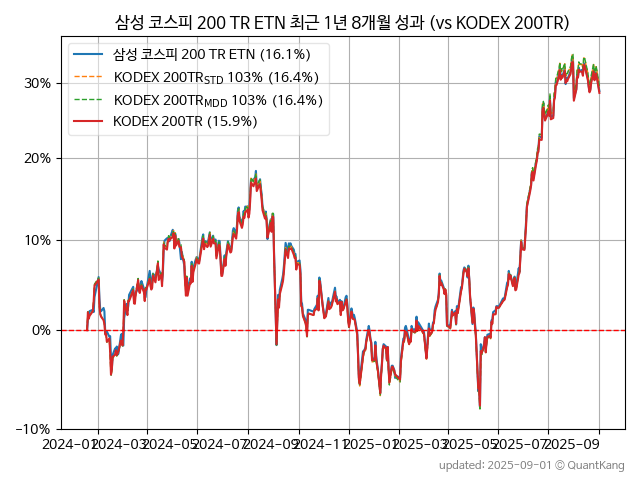 삼성 코스피 200 TR ETN 최근 1년 8개월 성과 (vs KODEX 200TR)
삼성 코스피 200 TR ETN (16.1%)
KODEX 200TR_STD 103% (16.4%)
KODEX 200TR_MDD 103% (16.4%)
KODEX 200TR (15.9%)
30%
20%
10%
0%
−10%
2024-01 2024-03 2024-05 2024-07 2024-09 2024-11 2025-01 2025-03 2025-05 2025-07 2025-09
updated: 2025-09-01 © QuantKang